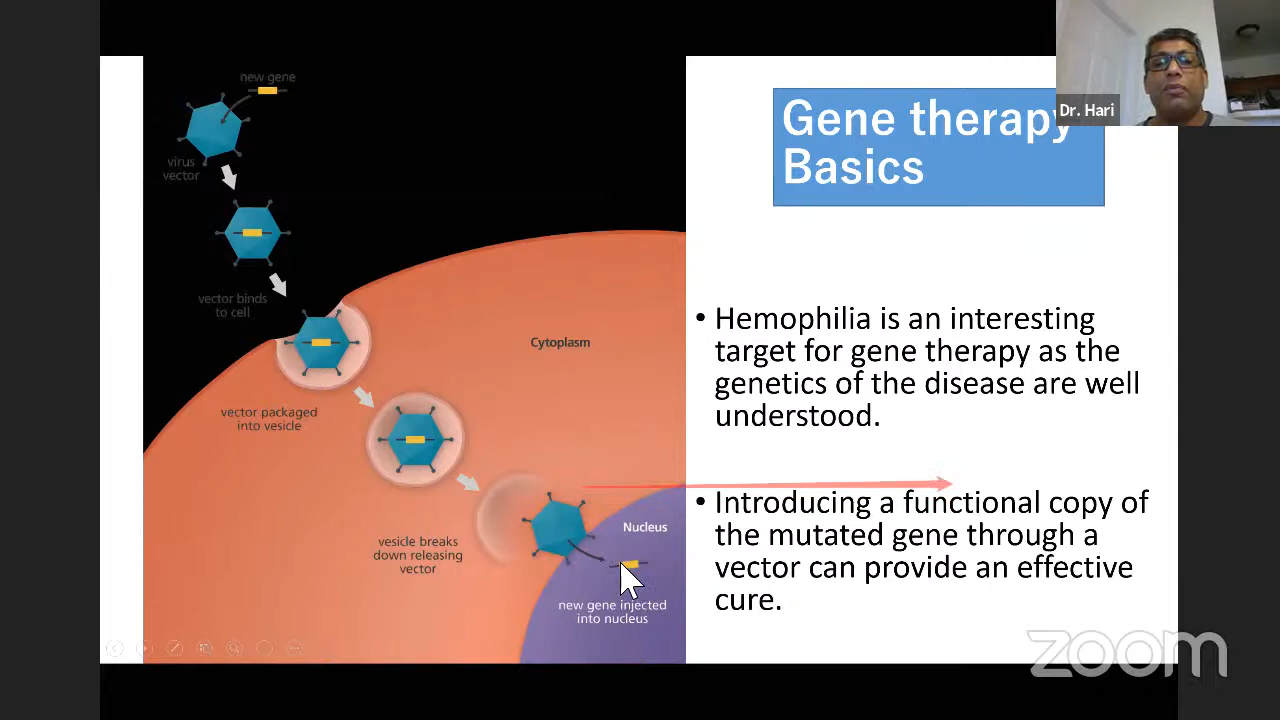 new gene
virus
vector
vector binds
to cell
vector packaged
into vesicle
Cytoplasm
vesicle breaks
down releasing
vector
Nucleus
new gene injected
into nucleus
Gene therapy
Basics
Dr. Hari
• Hemophilia is an interesting
target for gene therapy as the
genetics of the disease are well
understood.
• Introducing a functional copy of
the mutated gene through a
vector can provide an effective
cure.
zoom